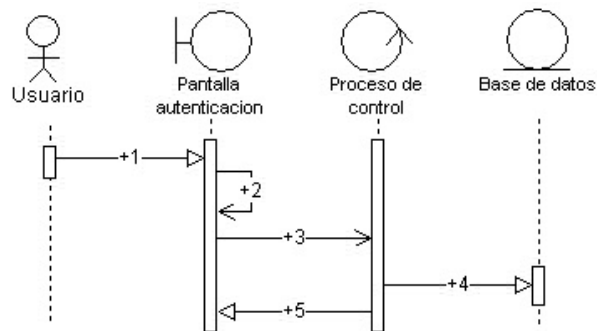 Usuario
Pantalla
autenticacion
Proceso de
control
Base de datos
+1
+2
+3
+4
+5